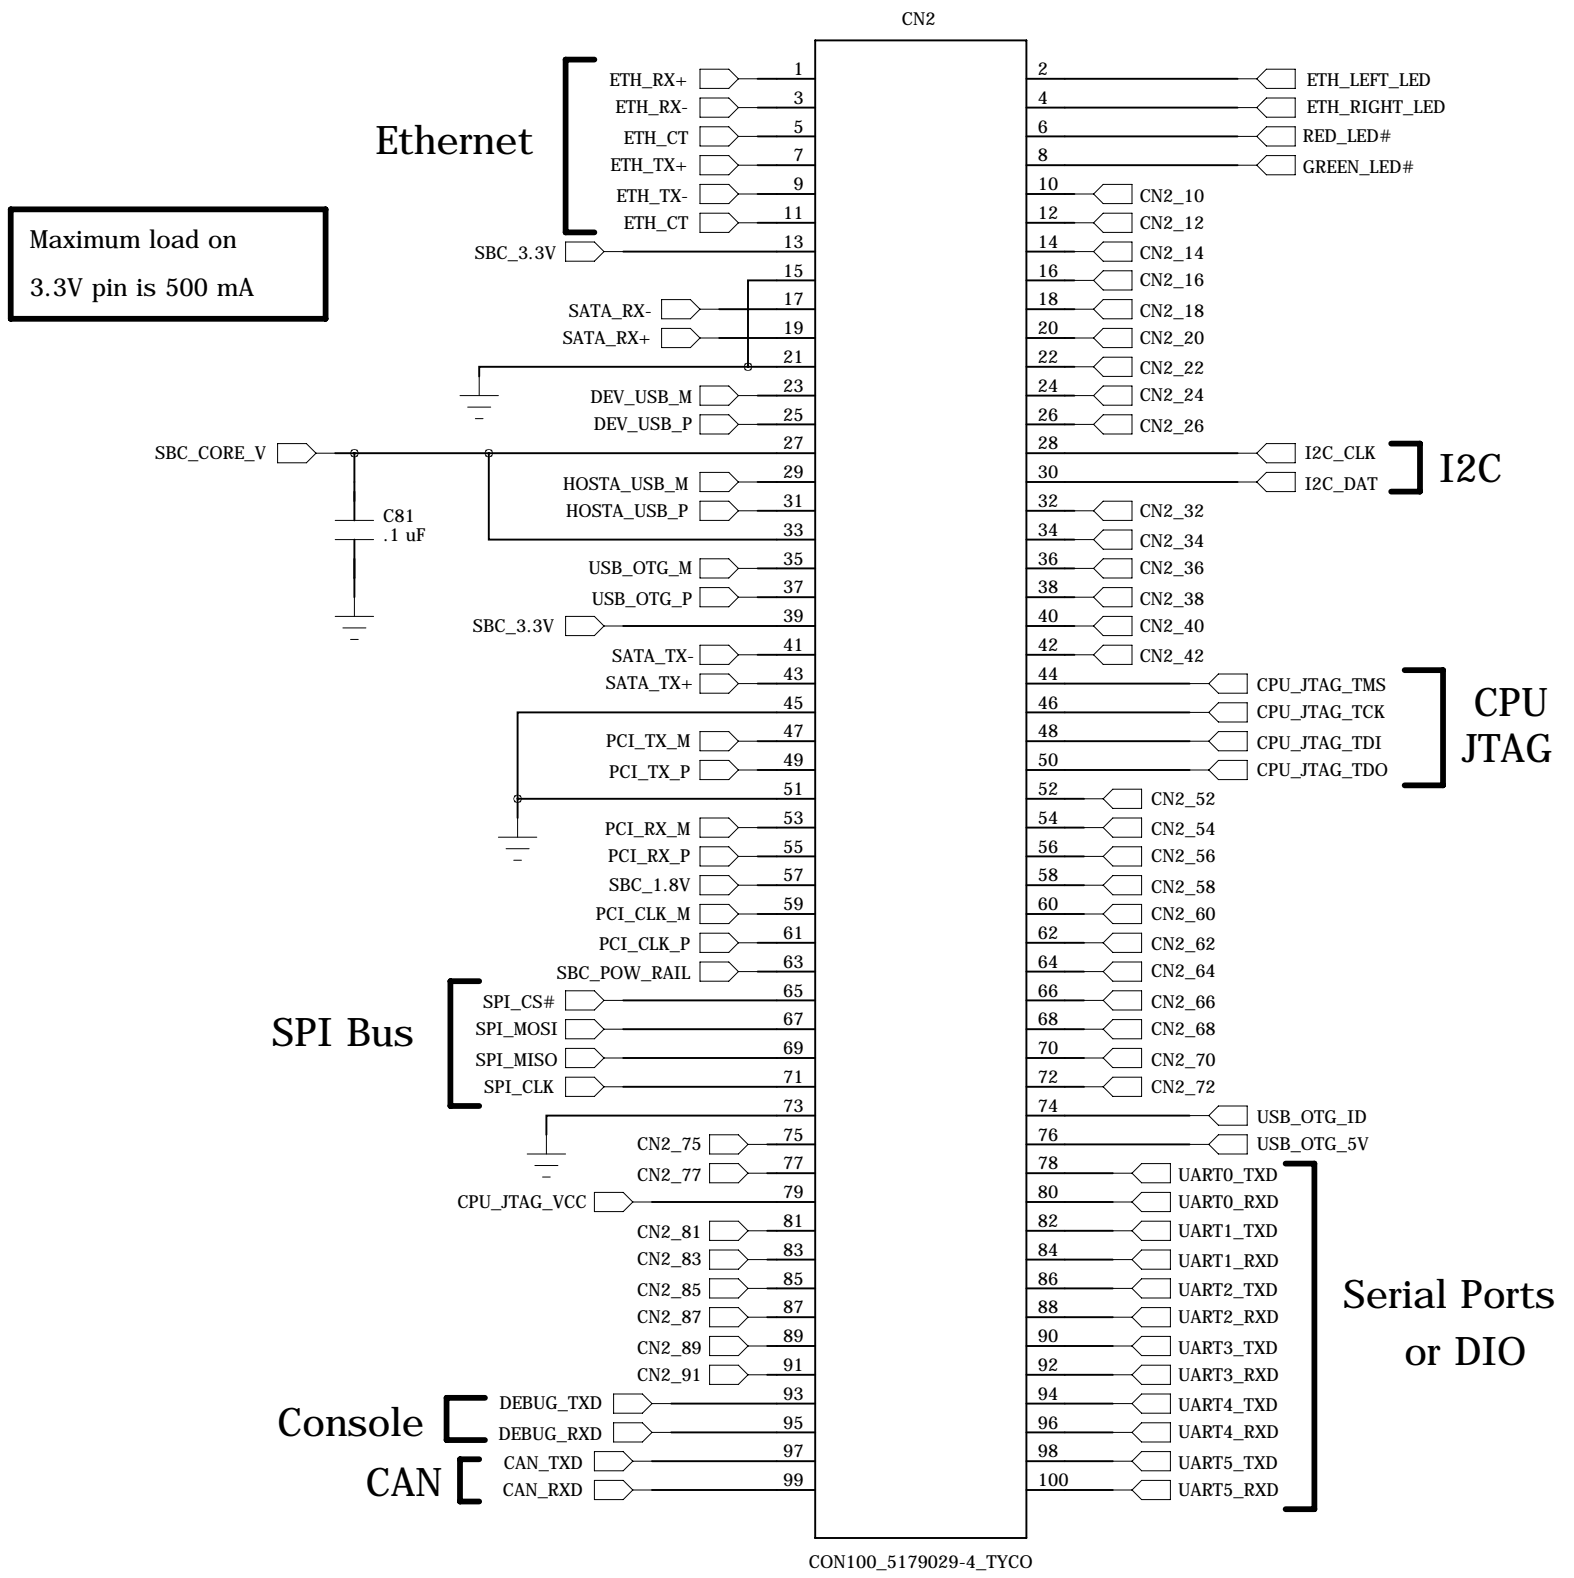 CN2
1 ETH_RX+
3 ETH_RX-
5 ETH_CT
7 ETH_TX+
9 ETH_TX-
11 ETH_CT
Ethernet
Maximum load on
3.3V pin is 500 mA
13 SBC_3.3V
15
17 SATA_RX-
19 SATA_RX+
21
23 DEV_USB_M
25 DEV_USB_P
27 SBC_CORE_V
29 HOSTA_USB_M
31 HOSTA_USB_P
C81
.1 uF
33
35 USB_OTG_M
37 USB_OTG_P
39 SBC_3.3V
41 SATA_TX-
43 SATA_TX+
45
47 PCI_TX_M
49 PCI_TX_P
51
53 PCI_RX_M
55 PCI_RX_P
57 SBC_1.8V
59 PCI_CLK_M
61 PCI_CLK_P
63 SBC_POW_RAIL
SPI Bus
65 SPI_CS#
67 SPI_MOSI
69 SPI_MISO
71 SPI_CLK
73
75 CN2_75
77 CN2_77
79 CPU_JTAG_VCC
81 CN2_81
83 CN2_83
85 CN2_85
87 CN2_87
89 CN2_89
91 CN2_91
Console
93 DEBUG_TXD
95 DEBUG_RXD
CAN
97 CAN_TXD
99 CAN_RXD
2 ETH_LEFT_LED
4 ETH_RIGHT_LED
6 RED_LED#
8 GREEN_LED#
10 CN2_10
12 CN2_12
14 CN2_14
16 CN2_16
18 CN2_18
20 CN2_20
22 CN2_22
24 CN2_24
26 CN2_26
28 I2C_CLK
30 I2C_DAT
I2C
32 CN2_32
34 CN2_34
36 CN2_36
38 CN2_38
40 CN2_40
42 CN2_42
44 CPU_JTAG_TMS
46 CPU_JTAG_TCK
48 CPU_JTAG_TDI
50 CPU_JTAG_TDO
CPU
JTAG
52 CN2_52
54 CN2_54
56 CN2_56
58 CN2_58
60 CN2_60
62 CN2_62
64 CN2_64
66 CN2_66
68 CN2_68
70 CN2_70
72 CN2_72
74 USB_OTG_ID
76 USB_OTG_5V
78 UART0_TXD
80 UART0_RXD
82 UART1_TXD
84 UART1_RXD
86 UART2_TXD
88 UART2_RXD
90 UART3_TXD
92 UART3_RXD
94 UART4_TXD
96 UART4_RXD
98 UART5_TXD
100 UART5_RXD
Serial Ports
or DIO
CON100_5179029-4_TYCO